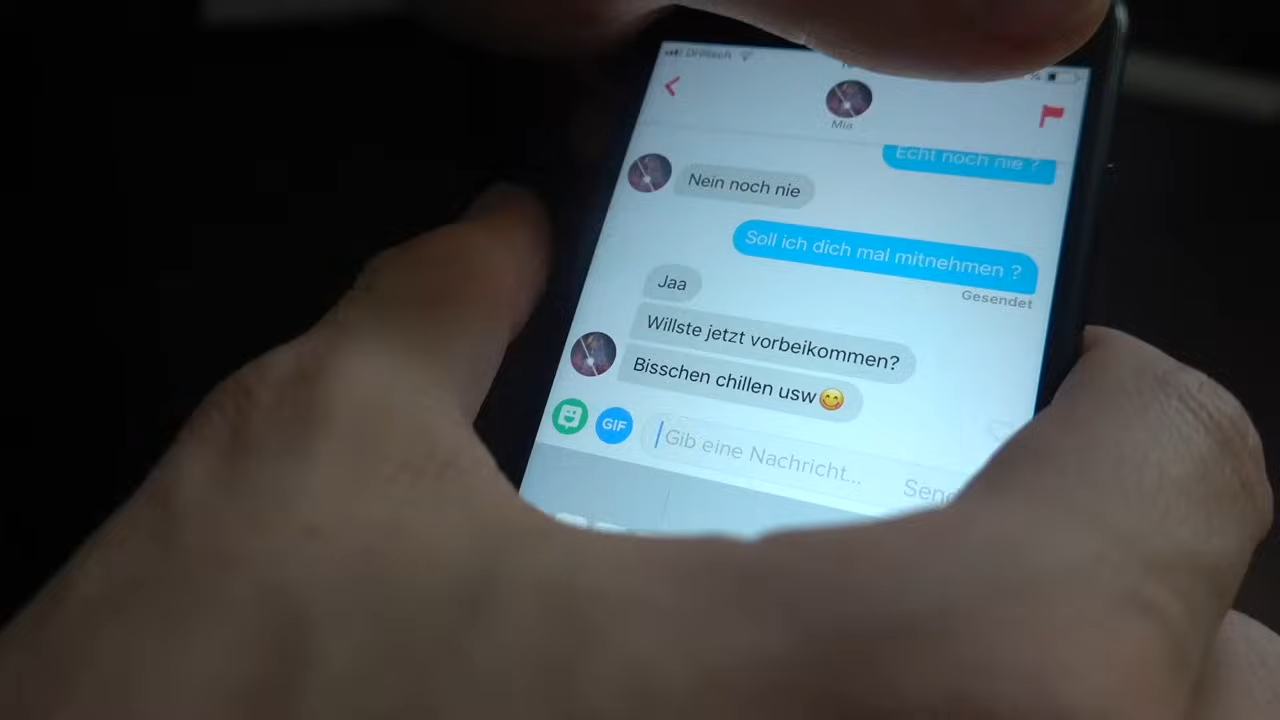 Mia
Echt noch nie ?
Nein noch nie
Soll ich dich mal mitnehmen ?
Gesendet
Jaa
Willste jetzt vorbeikommen?
Bisschen chillen usw😋
GIF
Gib eine Nachricht...